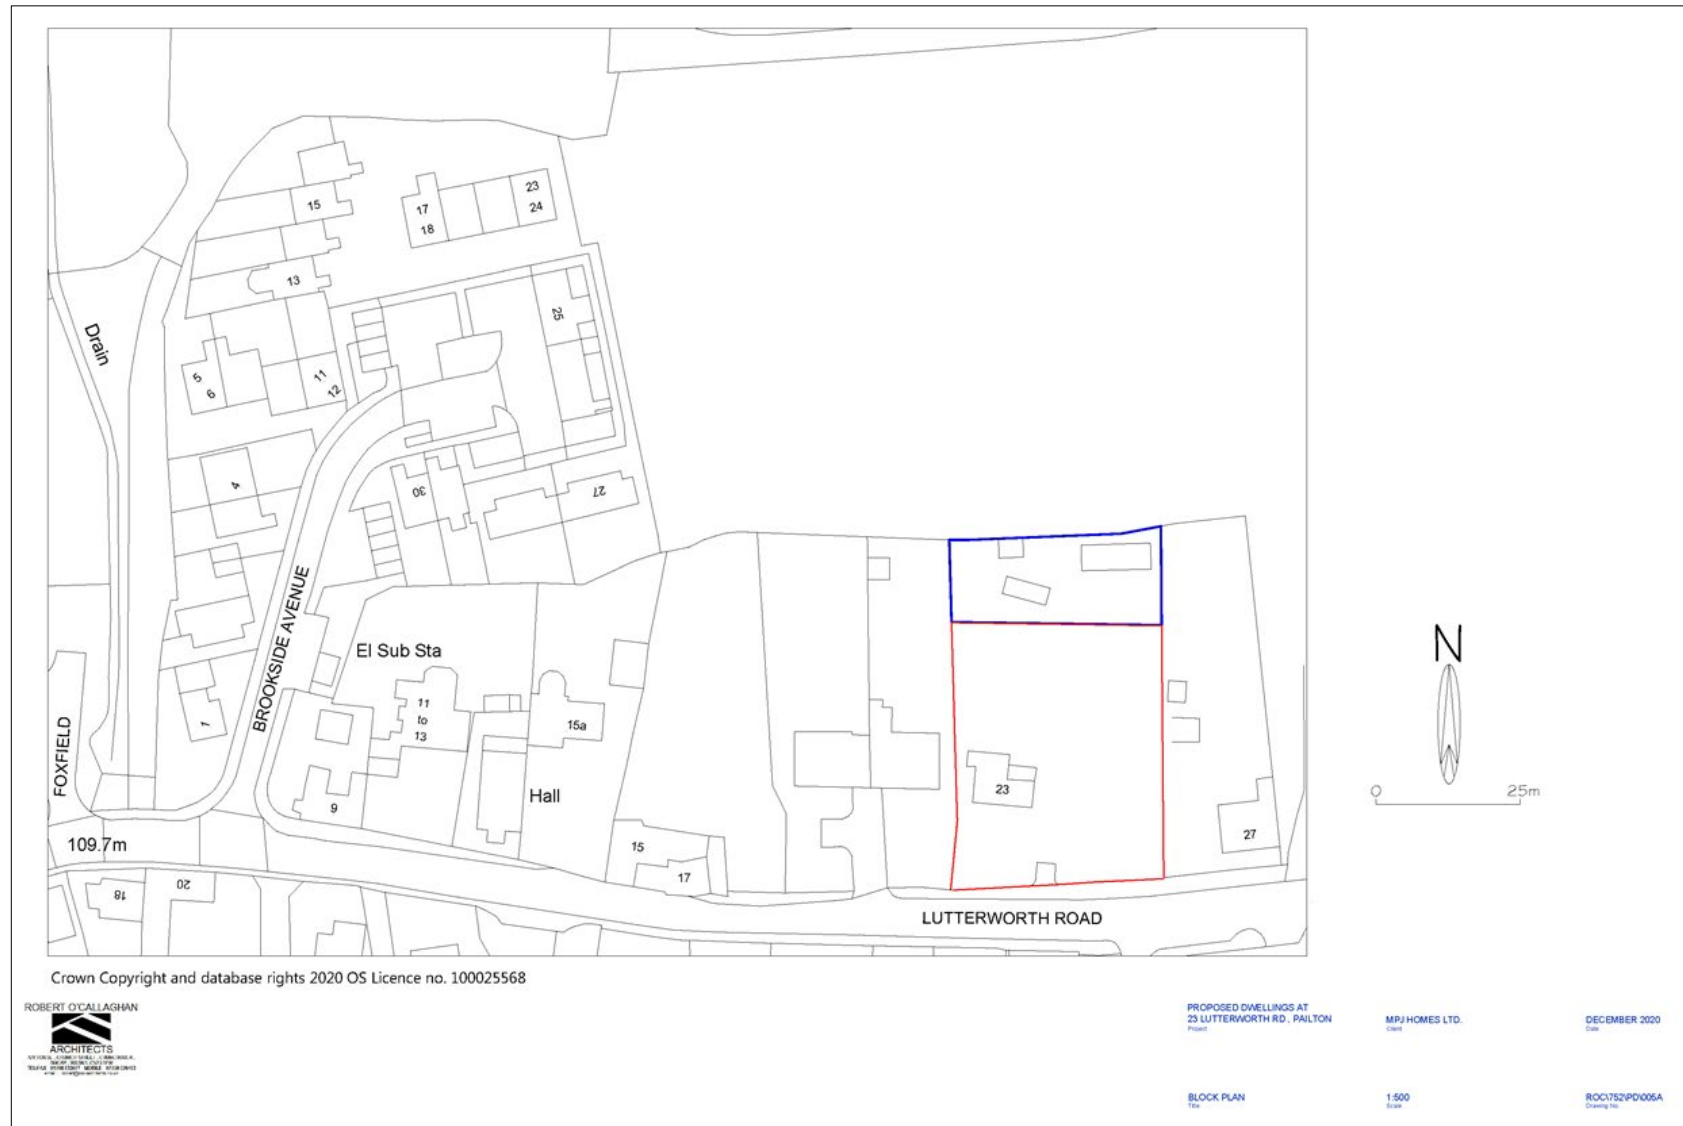 23
24
17
18
15
13
25
Drain
5
6
11
12
4
30
27
BROOKSIDE AVENUE
El Sub Sta
11
to
13
15a
1
FOXFIELD
9
Hall
23
27
109.7m
15
17
18
20
LUTTERWORTH ROAD
N
0
25m
Crown Copyright and database rights 2020 OS Licence no. 100025568
ROBERT O'CALLAGHAN
ARCHITECTS
PROPOSED DWELLINGS AT
23 LUTTERWORTH RD , PAILTON
Project
MPJ HOMES LTD.
Client
DECEMBER 2020
Date
BLOCK PLAN
Title
1:500
Scale
ROC\752\PD\005A
Drawing No.